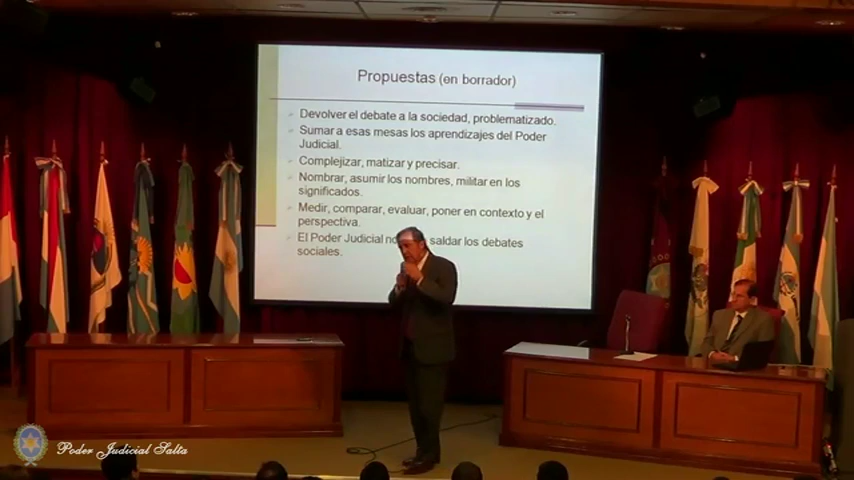 Propuestas (en borrador)
Devolver el debate a la sociedad, problematizado.
Sumar a esas mesas los aprendizajes del Poder
Judicial.
Complejizar, matizar y precisar.
Nombrar, asumir los nombres, militar en los
significados.
Medir, comparar, evaluar, poner en contexto y el
perspectiva.
El Poder Judicial saldar los debates
sociales.
Poder Judicial Salta